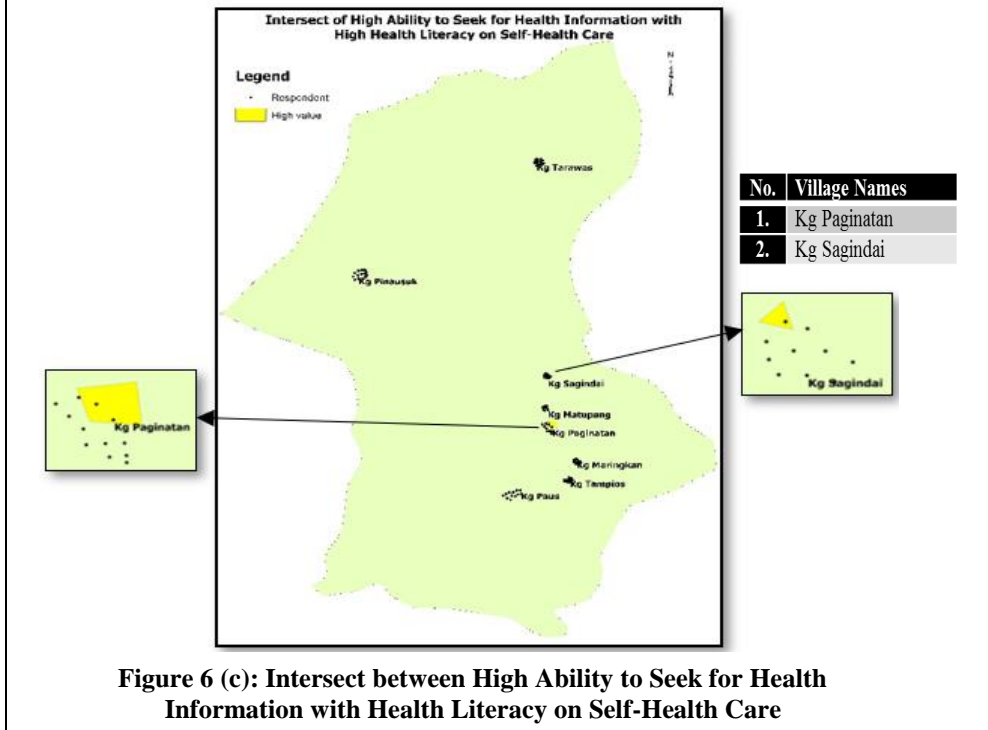 Intersect of High Ability to Seek for Health Information with
High Health Literacy on Self-Health Care
N
Legend
Respondent
High value
Kg Tarawas
Kg Pinausuk
Kg Sagindai
Kg Matupang
Kg Paginatan
Kg Maringkan
Kg Tampios
Kg Paus
No. Village Names
1. Kg Paginatan
2. Kg Sagindai
Kg Sagindai
Kg Paginatan
Figure 6 (c): Intersect between High Ability to Seek for Health
Information with Health Literacy on Self-Health Care